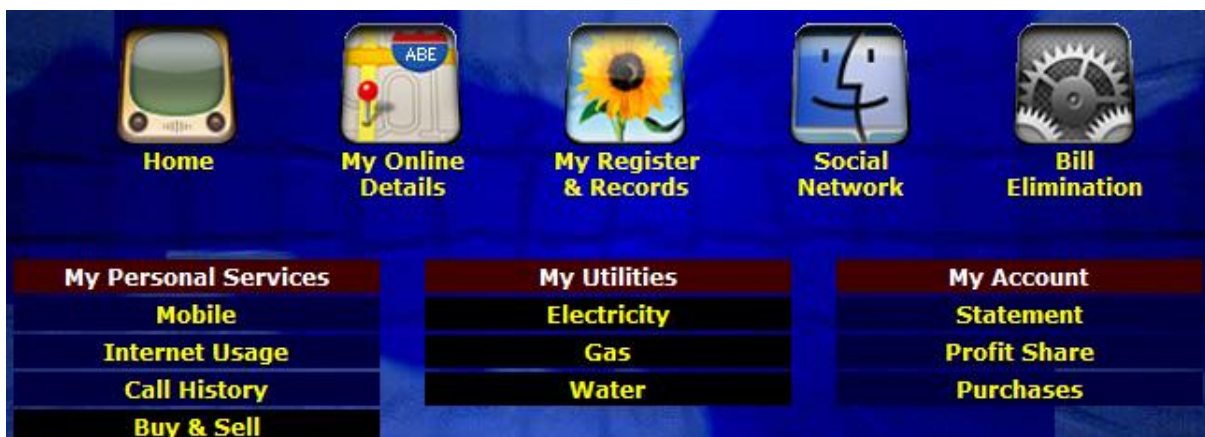 ABE
Home
My Online
Details
My Register
& Records
Social
Network
Bill
Elimination
My Personal Services
Mobile
Internet Usage
Call History
Buy & Sell
My Utilities
Electricity
Gas
Water
My Account
Statement
Profit Share
Purchases